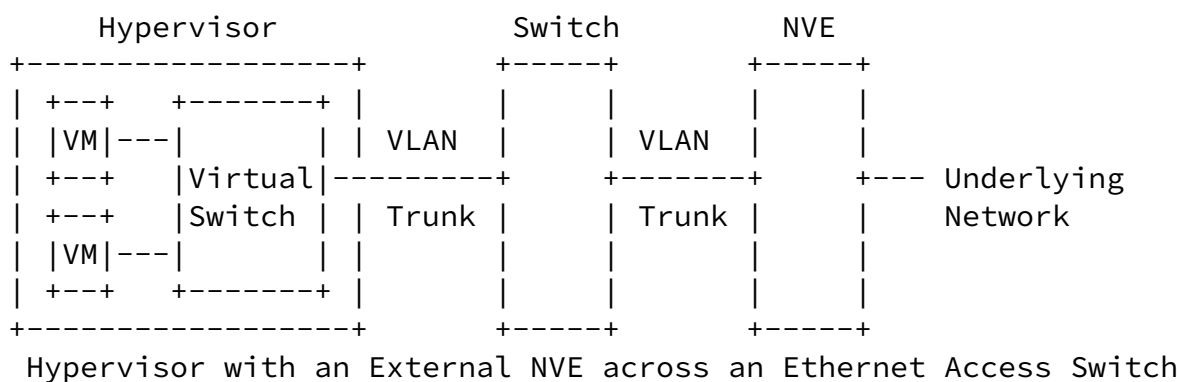 Hypervisor             Switch         NVE
+------------------+       +-----+       +-----+
| +--+   +-------+ |       |     |       |     |
| |VM|---|       | | VLAN  |     | VLAN  |     |
| +--+   |Virtual|---------+     +-------+     +--- Underlying
| +--+   |Switch | | Trunk |     | Trunk |     |    Network
| |VM|---|       | |       |     |       |     |
| +--+   +-------+ |       |     |       |     |
+------------------+       +-----+       +-----+
Hypervisor with an External NVE across an Ethernet Access Switch